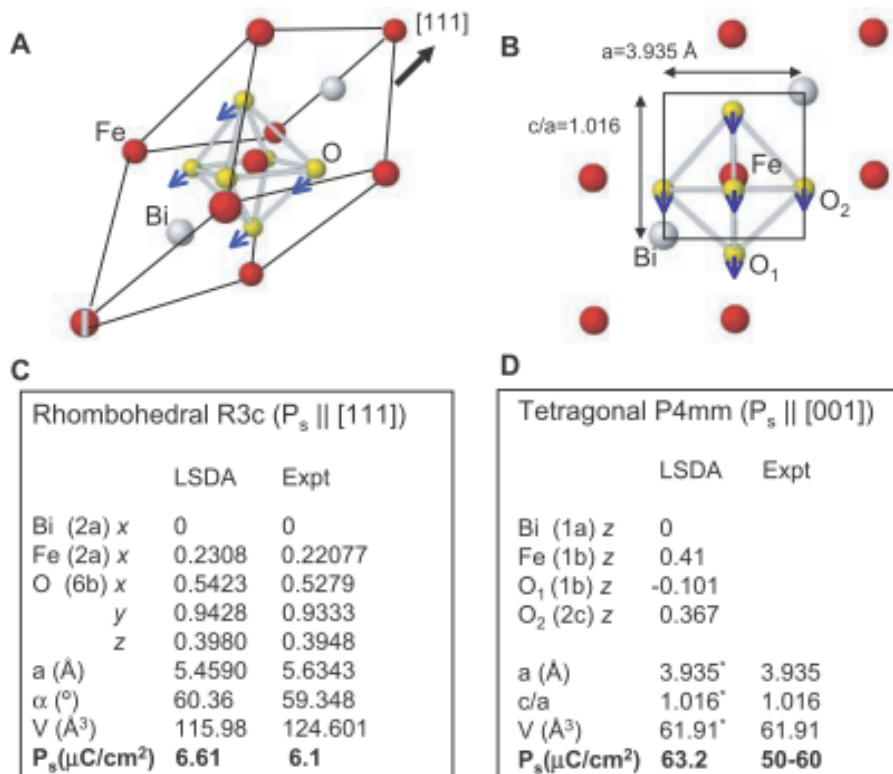 A
[111]
Fe
O
Bi
B
a=3.935 Å
c/a=1.016
Fe
O₂
Bi
O₁
C
Rhombohedral R3c (Pₛ || [111])
LSDA Expt
Bi (2a) x 0 0
Fe (2a) x 0.2308 0.22077
O (6b) x 0.5423 0.5279
y 0.9428 0.9333
z 0.3980 0.3948
a (Å) 5.4590 5.6343
α (º) 60.36 59.348
V (Å³) 115.98 124.601
Pₛ(μC/cm²) 6.61 6.1
D
Tetragonal P4mm (Pₛ || [001])
LSDA Expt
Bi (1a) z 0
Fe (1b) z 0.41
O₁ (1b) z -0.101
O₂ (2c) z 0.367
a (Å) 3.935* 3.935
c/a 1.016* 1.016
V (Å³) 61.91* 61.91
Pₛ(μC/cm²) 63.2 50-60